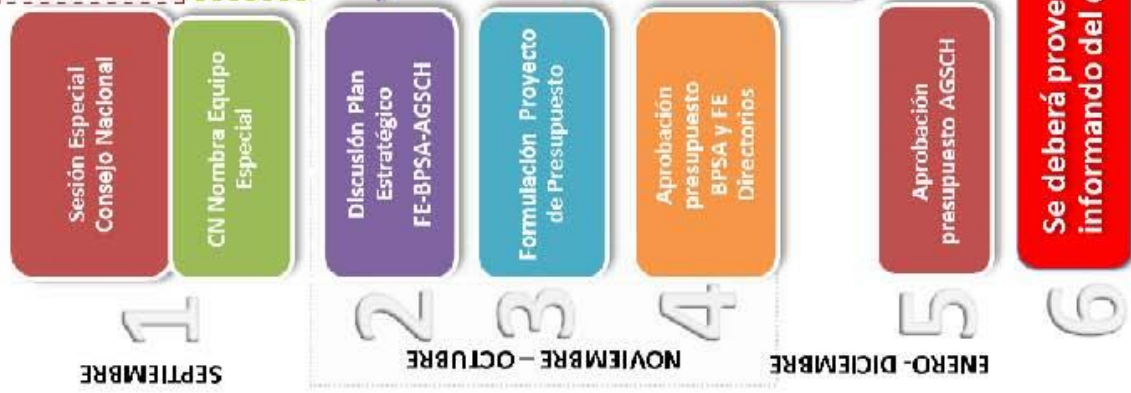 1
Sesión Especial
Consejo Nacional
CN Nombra Equipo
Especial
SEPTIEMBRE
2
Discusión Plan
Estratégico
FE-BPSA-AGSCH
3
Formulación Proyecto
de Presupuesto
4
Aprobación
presupuesto
BPSA y FE
Directorios
NOVIEMBRE – OCTUBRE
5
Aprobación
presupuesto AGSCH
ENERO- DICIEMBRE
6
Se deberá
informando del